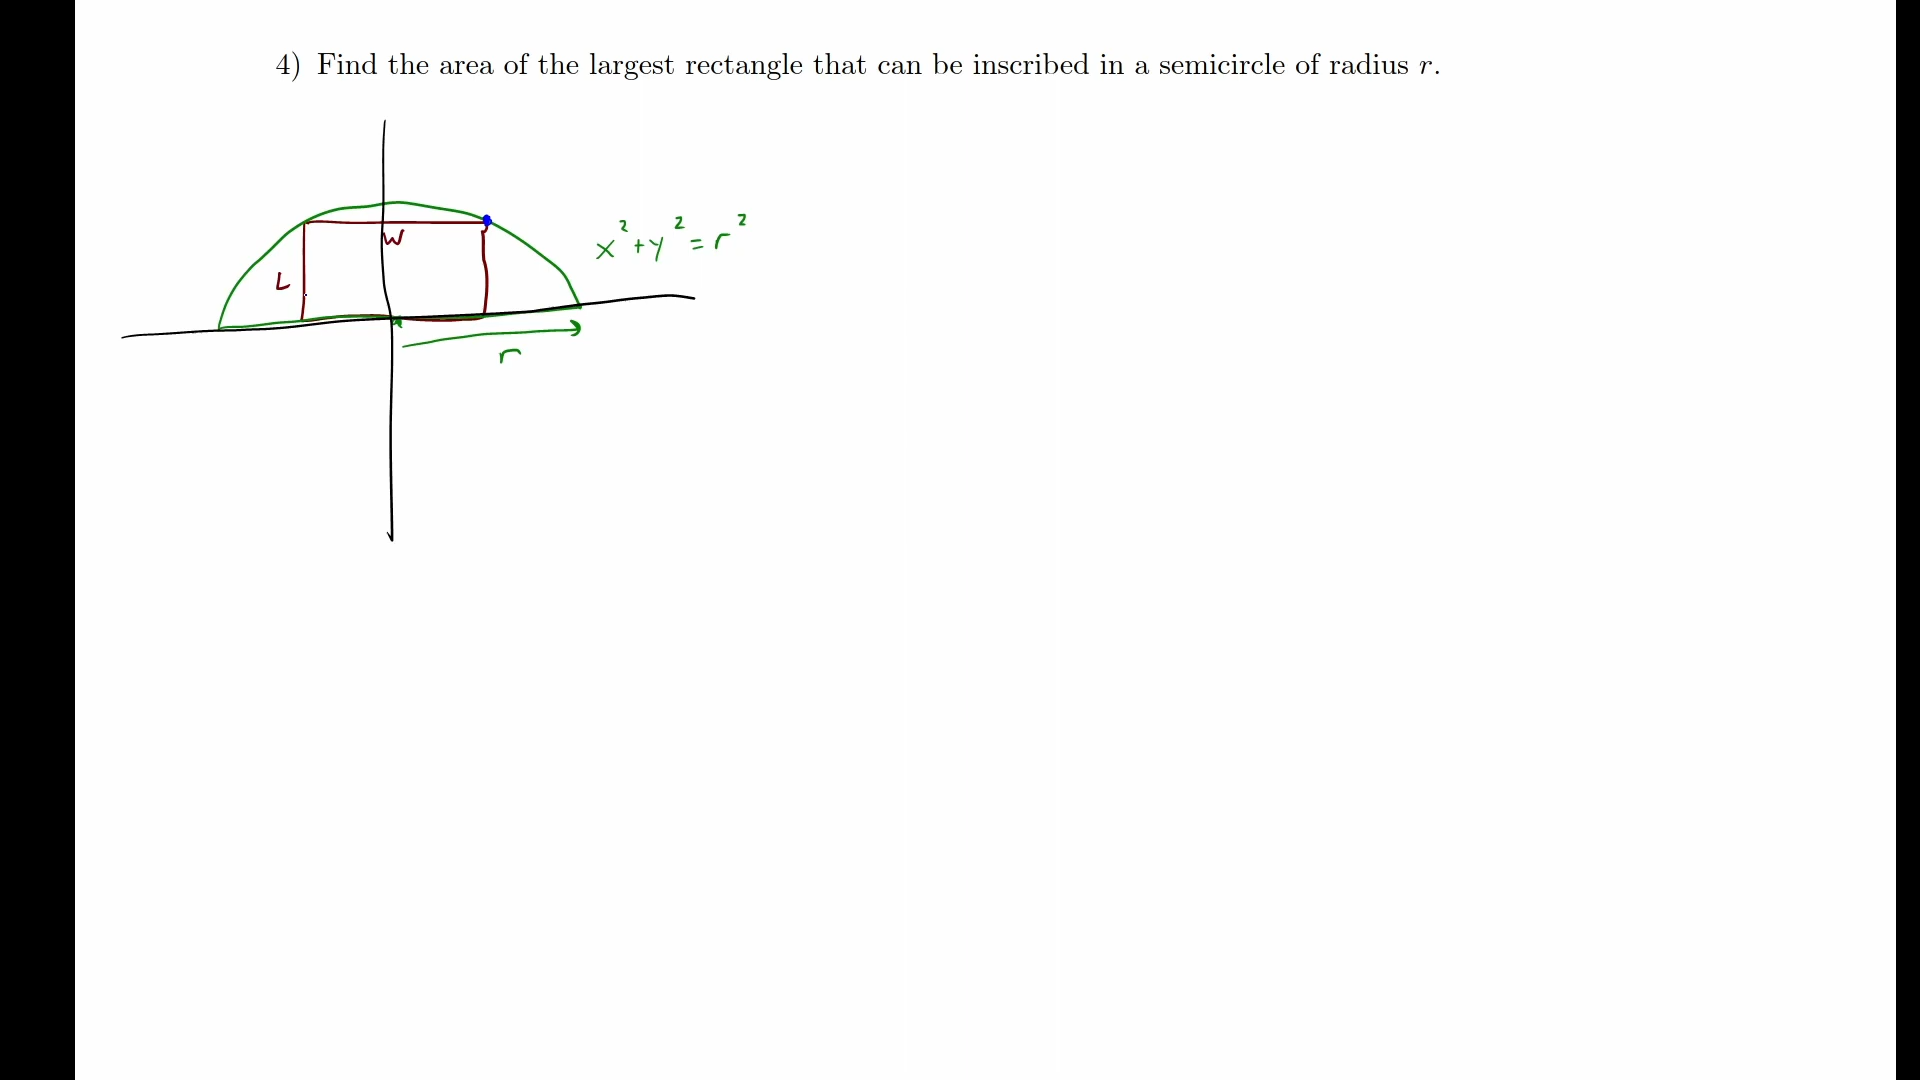 4) Find the area of the largest rectangle that can be inscribed in a semicircle of radius r.
W
x² + y² = r²
L
r